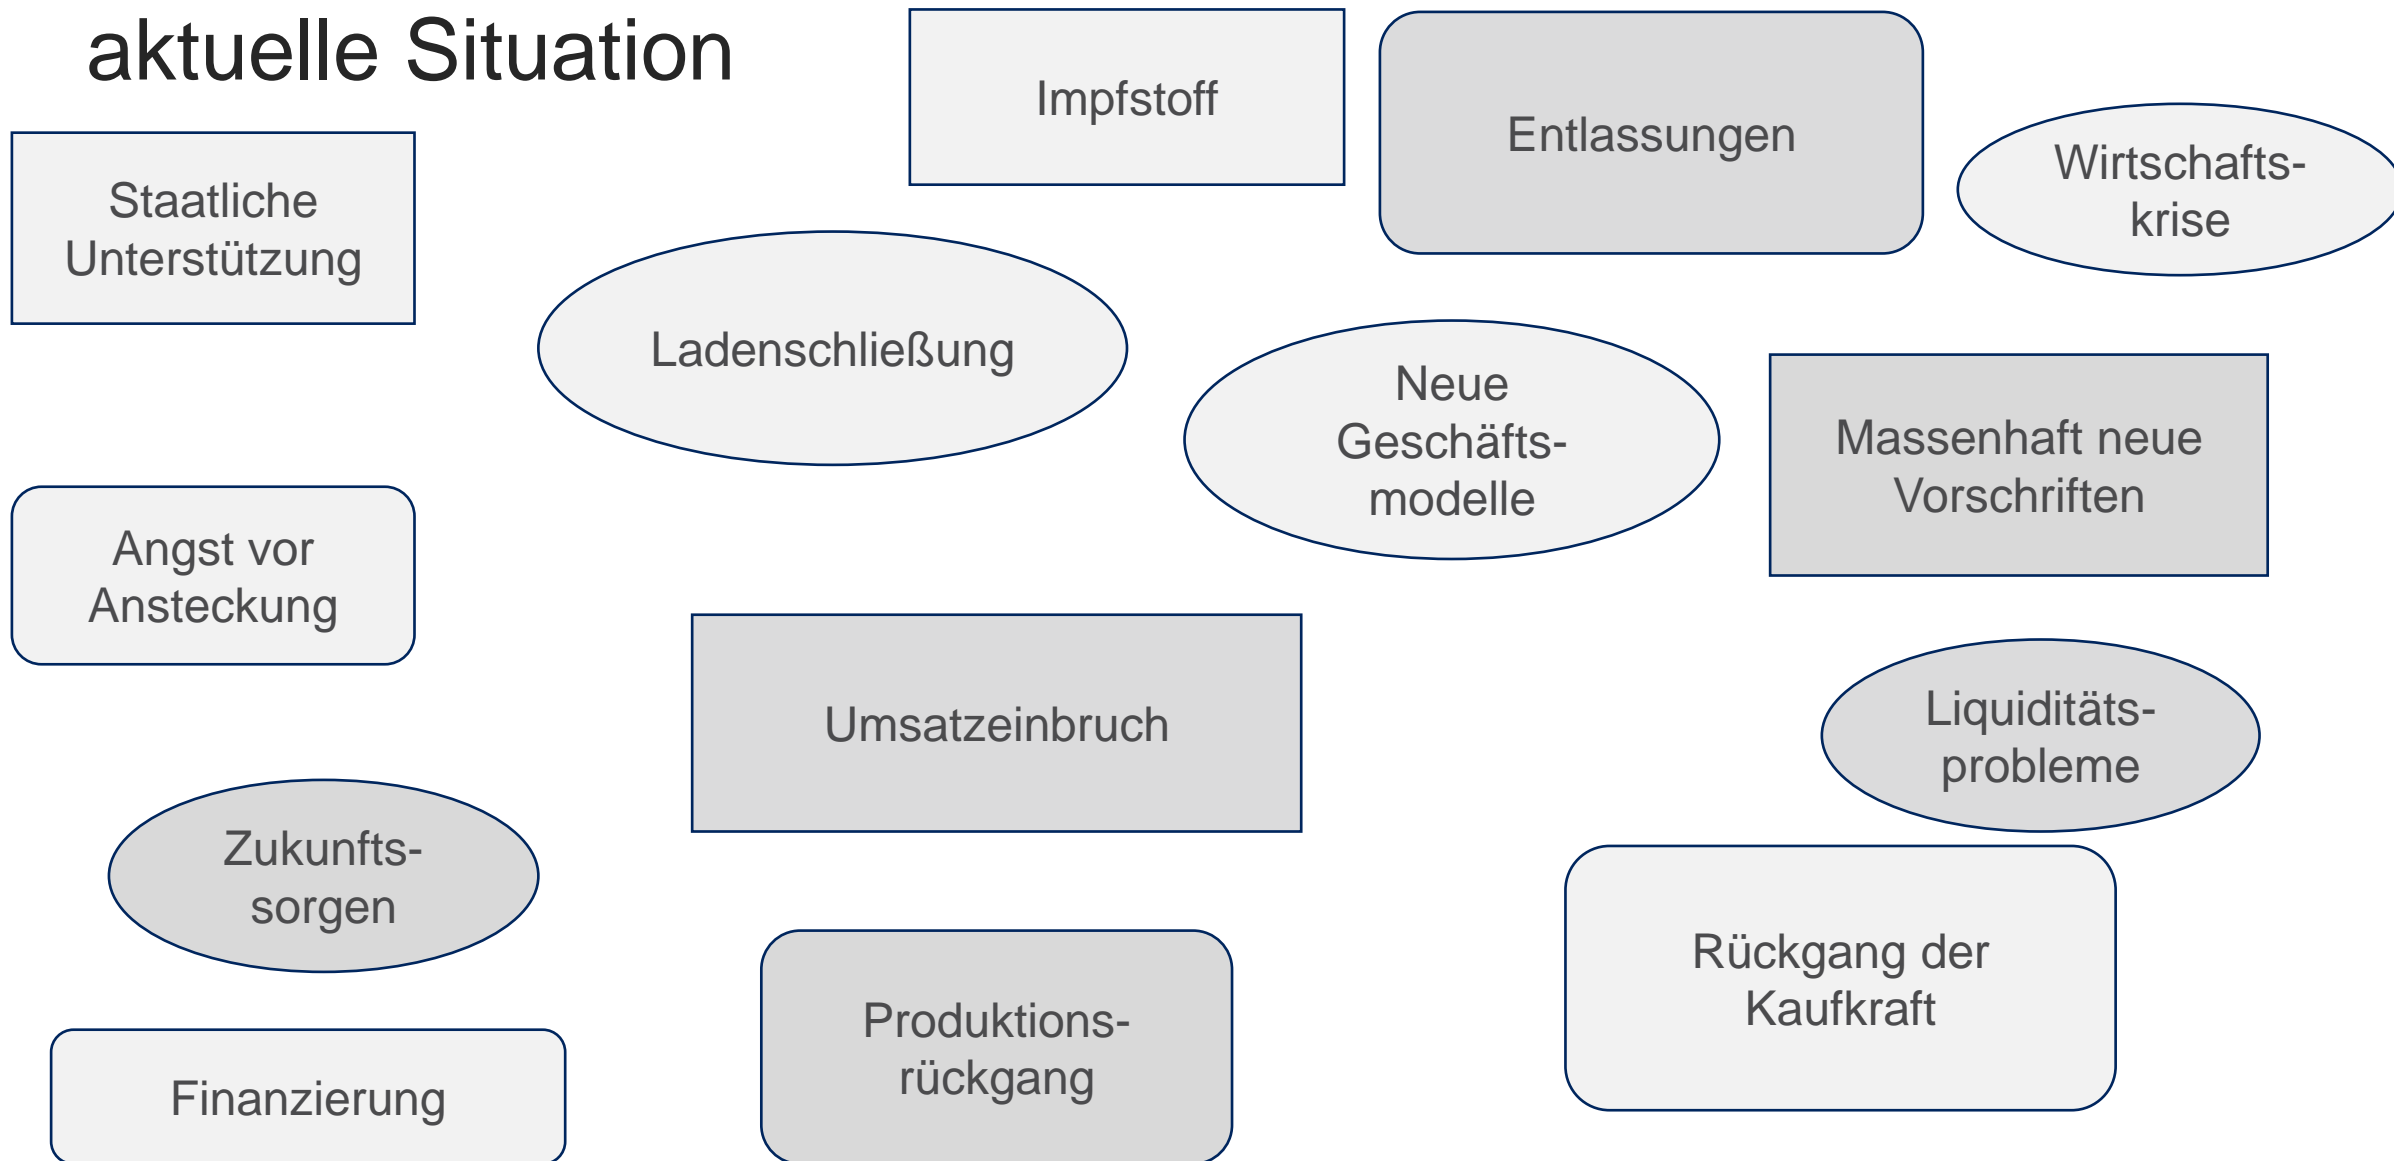 aktuelle Situation
Impfstoff
Entlassungen
Wirtschafts-
krise
Staatliche
Unterstützung
Ladenschließung
Neue
Geschäfts-
modelle
Massenhaft neue
Vorschriften
Angst vor
Ansteckung
Umsatzeinbruch
Liquiditäts-
probleme
Zukunfts-
sorgen
Rückgang der
Kaufkraft
Produktions-
rückgang
Finanzierung